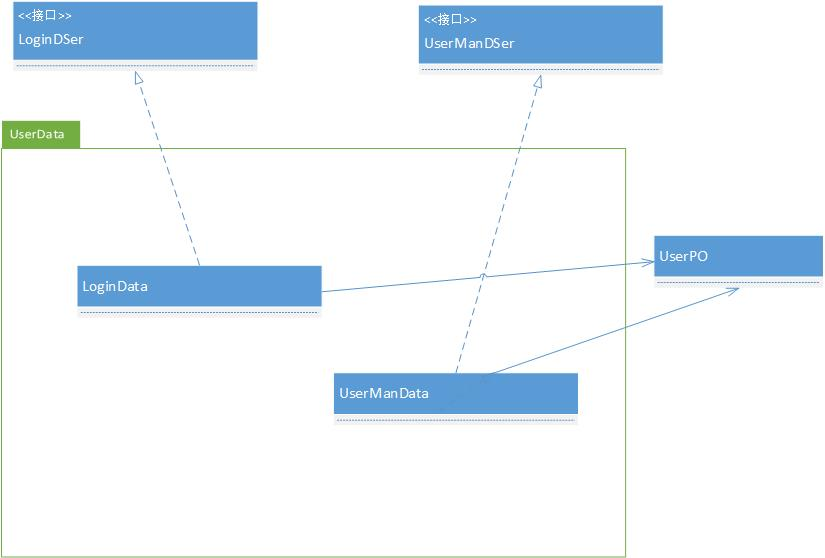 <<接口>>
LoginDSer
<<接口>>
UserManDSer
UserData
UserPO
LoginData
UserManData